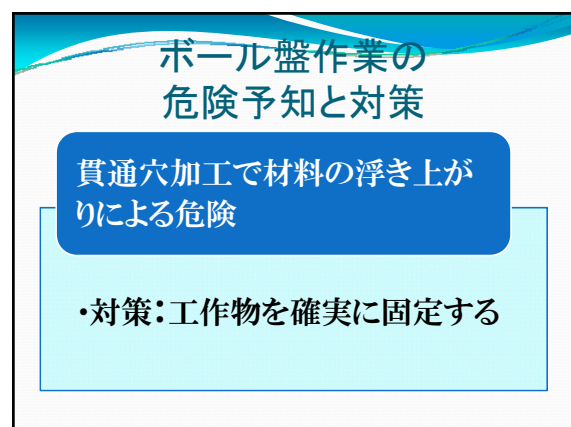 ボール盤作業の
危険予知と対策
貫通穴加工で材料の浮き上が
りによる危険
・対策：工作物を確実に固定する